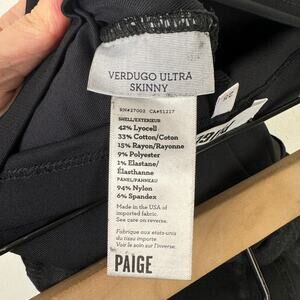 VERDUGO ULTRA
SKINNY
RN#27003 CA#51217
SHELL/EXTERIEUR
42% Lyocell
33% Cotton/Coton
15% Rayon/Rayonne
9% Polyester
1% Elastane/
Élasthanne
PANEL/PANNEAU
94% Nylon
6% Spandex
Made in the USA of
imported fabric.
See care on reverse.
Fabrique aux états-unis
du tissu importe
Voir le soin sur l'inverse.
PAIGE